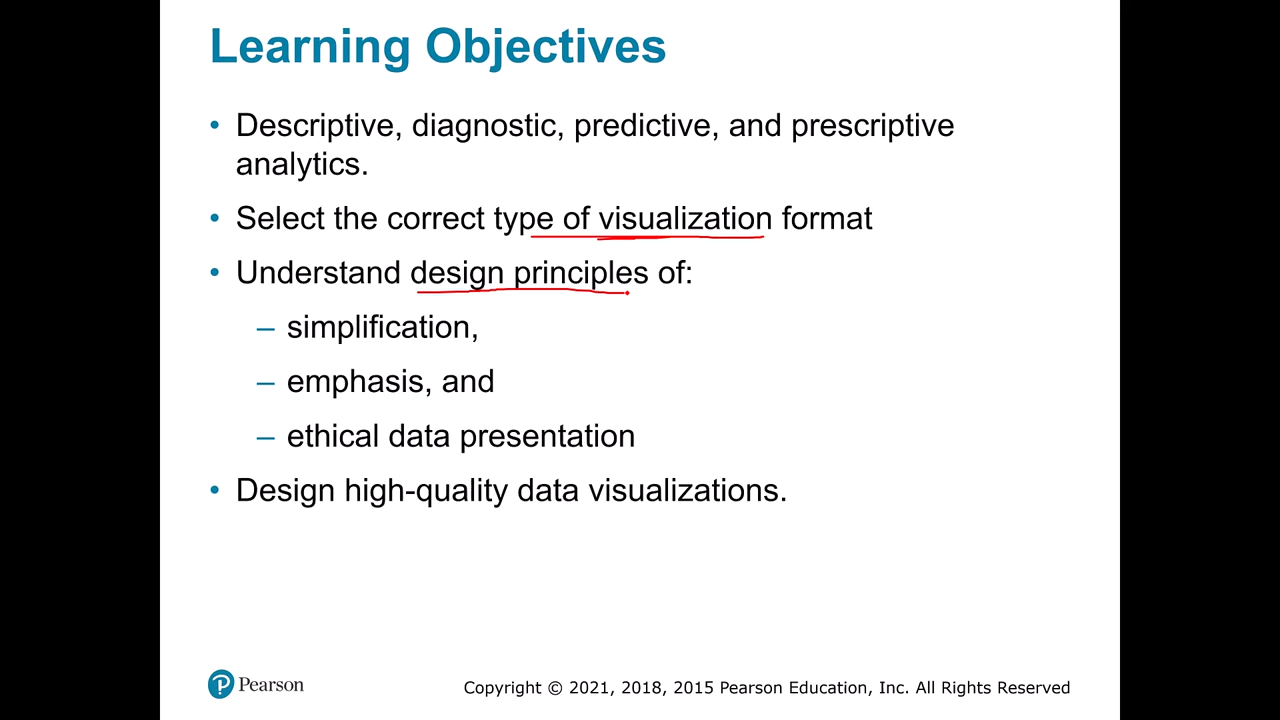 Learning Objectives
• Descriptive, diagnostic, predictive, and prescriptive
analytics.
• Select the correct type of visualization format
• Understand design principles of:
– simplification,
– emphasis, and
– ethical data presentation
• Design high-quality data visualizations.
Pearson
Copyright © 2021, 2018, 2015 Pearson Education, Inc. All Rights Reserved